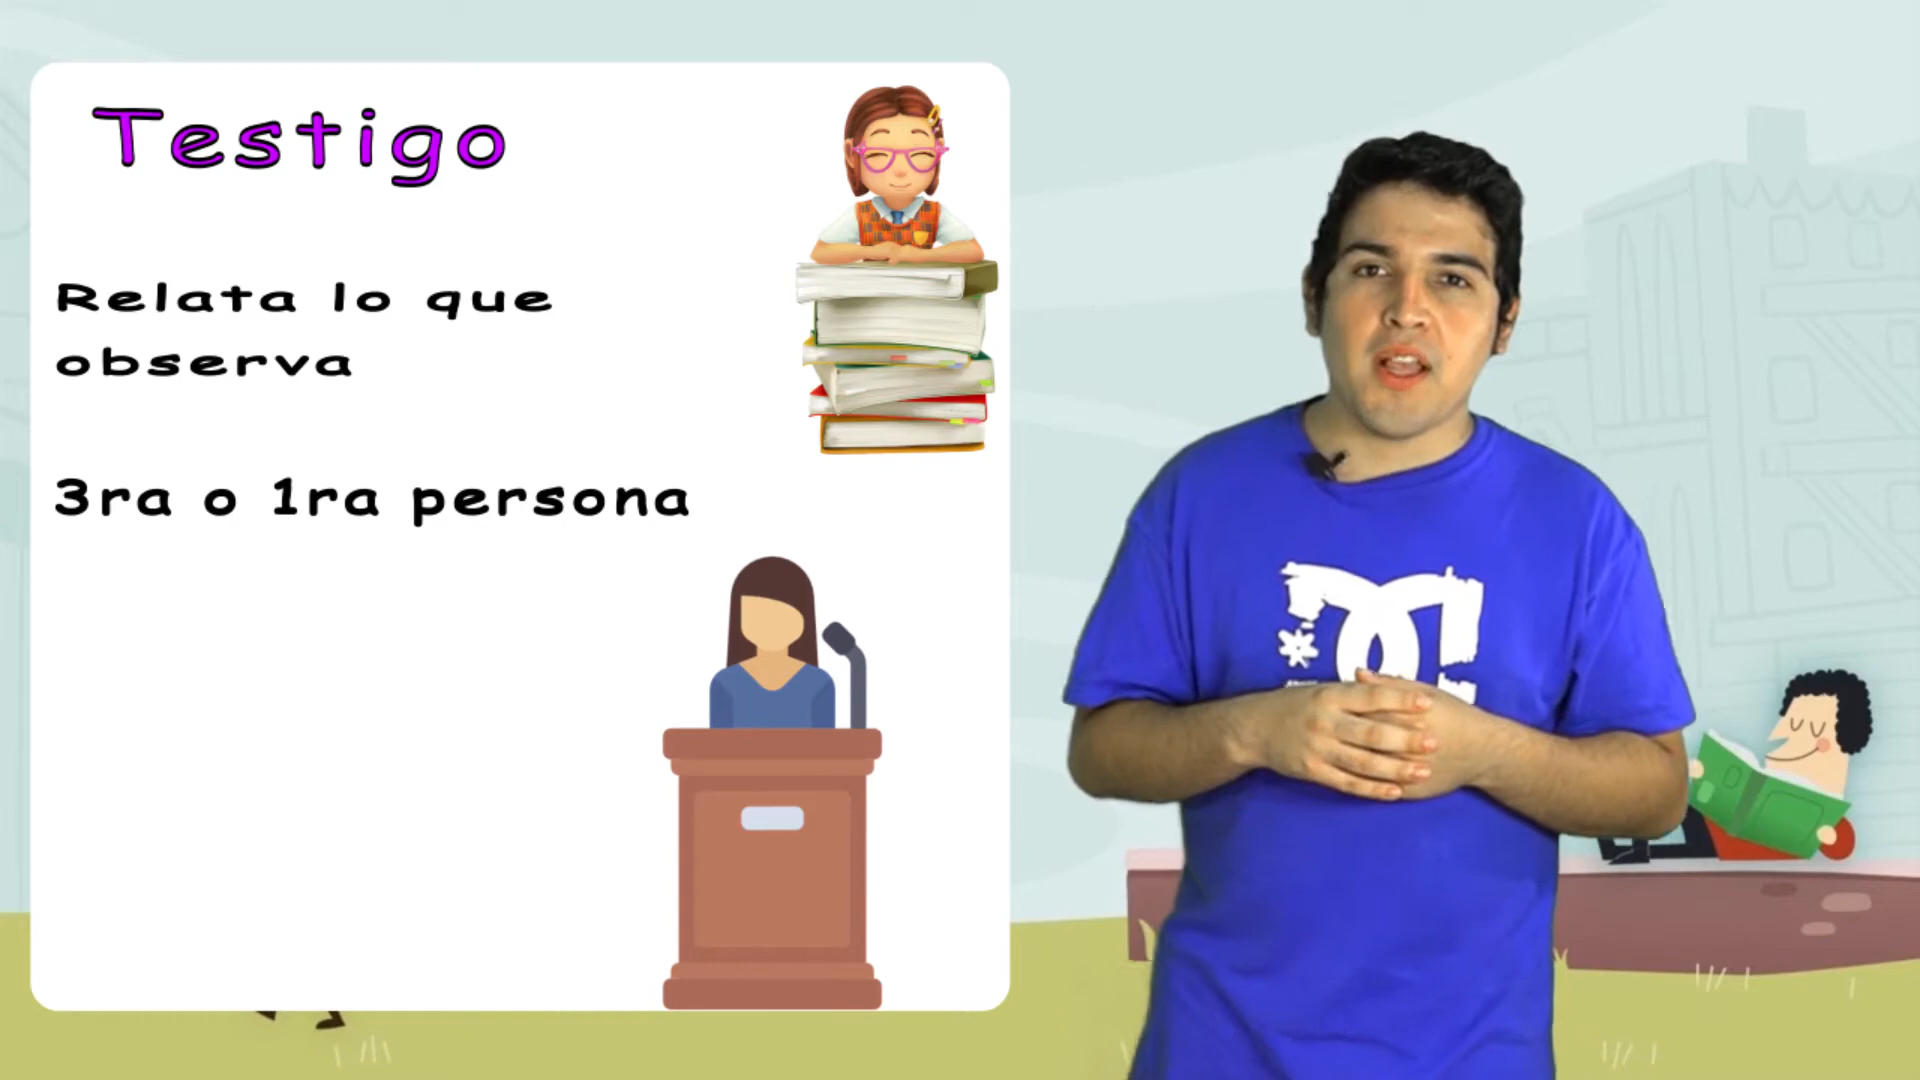 Testigo
Relata lo que
observa
3ra o 1ra persona